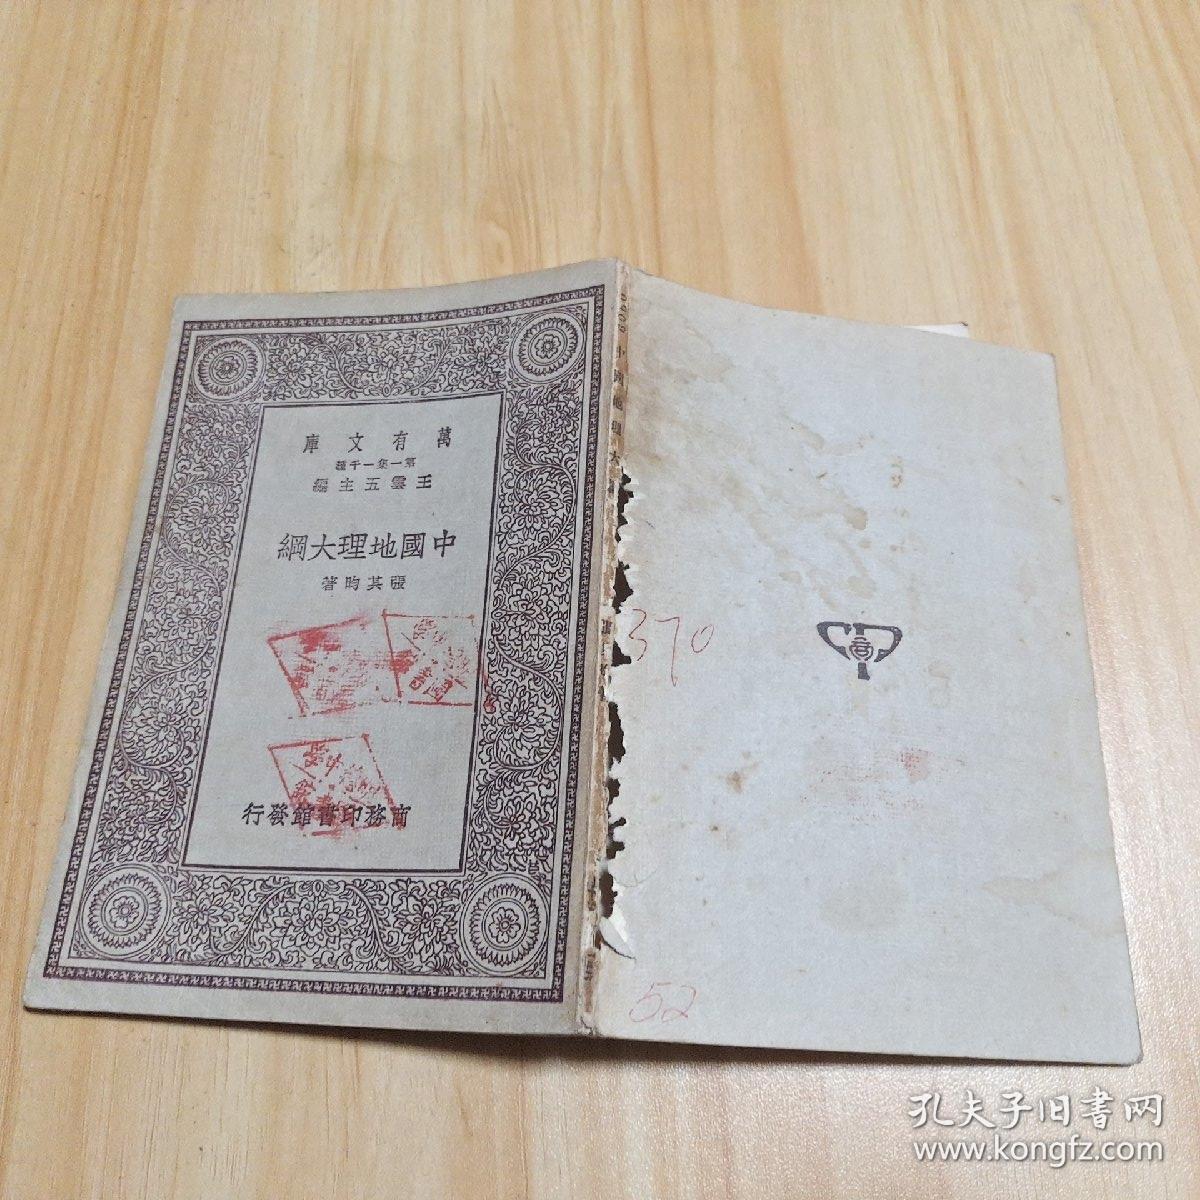 萬有文庫
第一集一千種
王雲五主編
中國地理大綱
張其昀著
商務印書館發行
370
52
孔夫子旧书网
www.kongfz.com